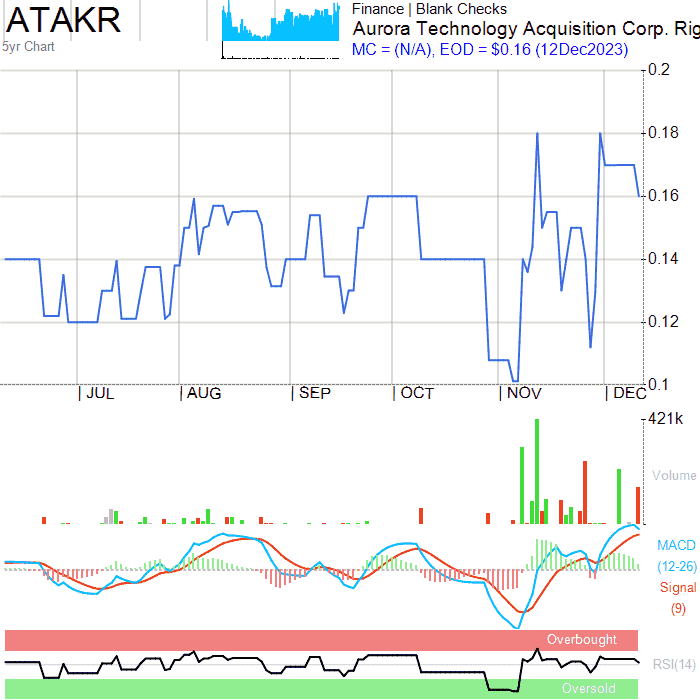 ATAKR
5yr Chart
Finance | Blank Checks
Aurora Technology Acquisition Corp. Rig
MC = (N/A), EOD = $0.16 (12Dec2023)
0.2
0.18
0.16
0.14
0.12
0.1
| JUL | AUG | SEP | OCT | NOV | DEC
421k
Volume
MACD
(12-26)
Signal
(9)
Overbought
RSI(14)
Oversold